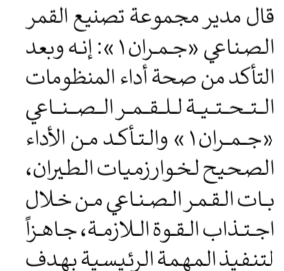 قال مدير مجموعة تصنيع القمر
الصناعي «جمران١»: إنه وبعد
التأكد من صحة أداء المنظومات
التحتية للقمر الصناعي
«جمران١» والتأكد من الأداء
الصحيح لخوارزميات الطيران،
بات القمر الصناعي من خلال
اجتذاب القوة اللازمة، جاهزاً
لتنفيذ المهمة الرئيسية بهدف